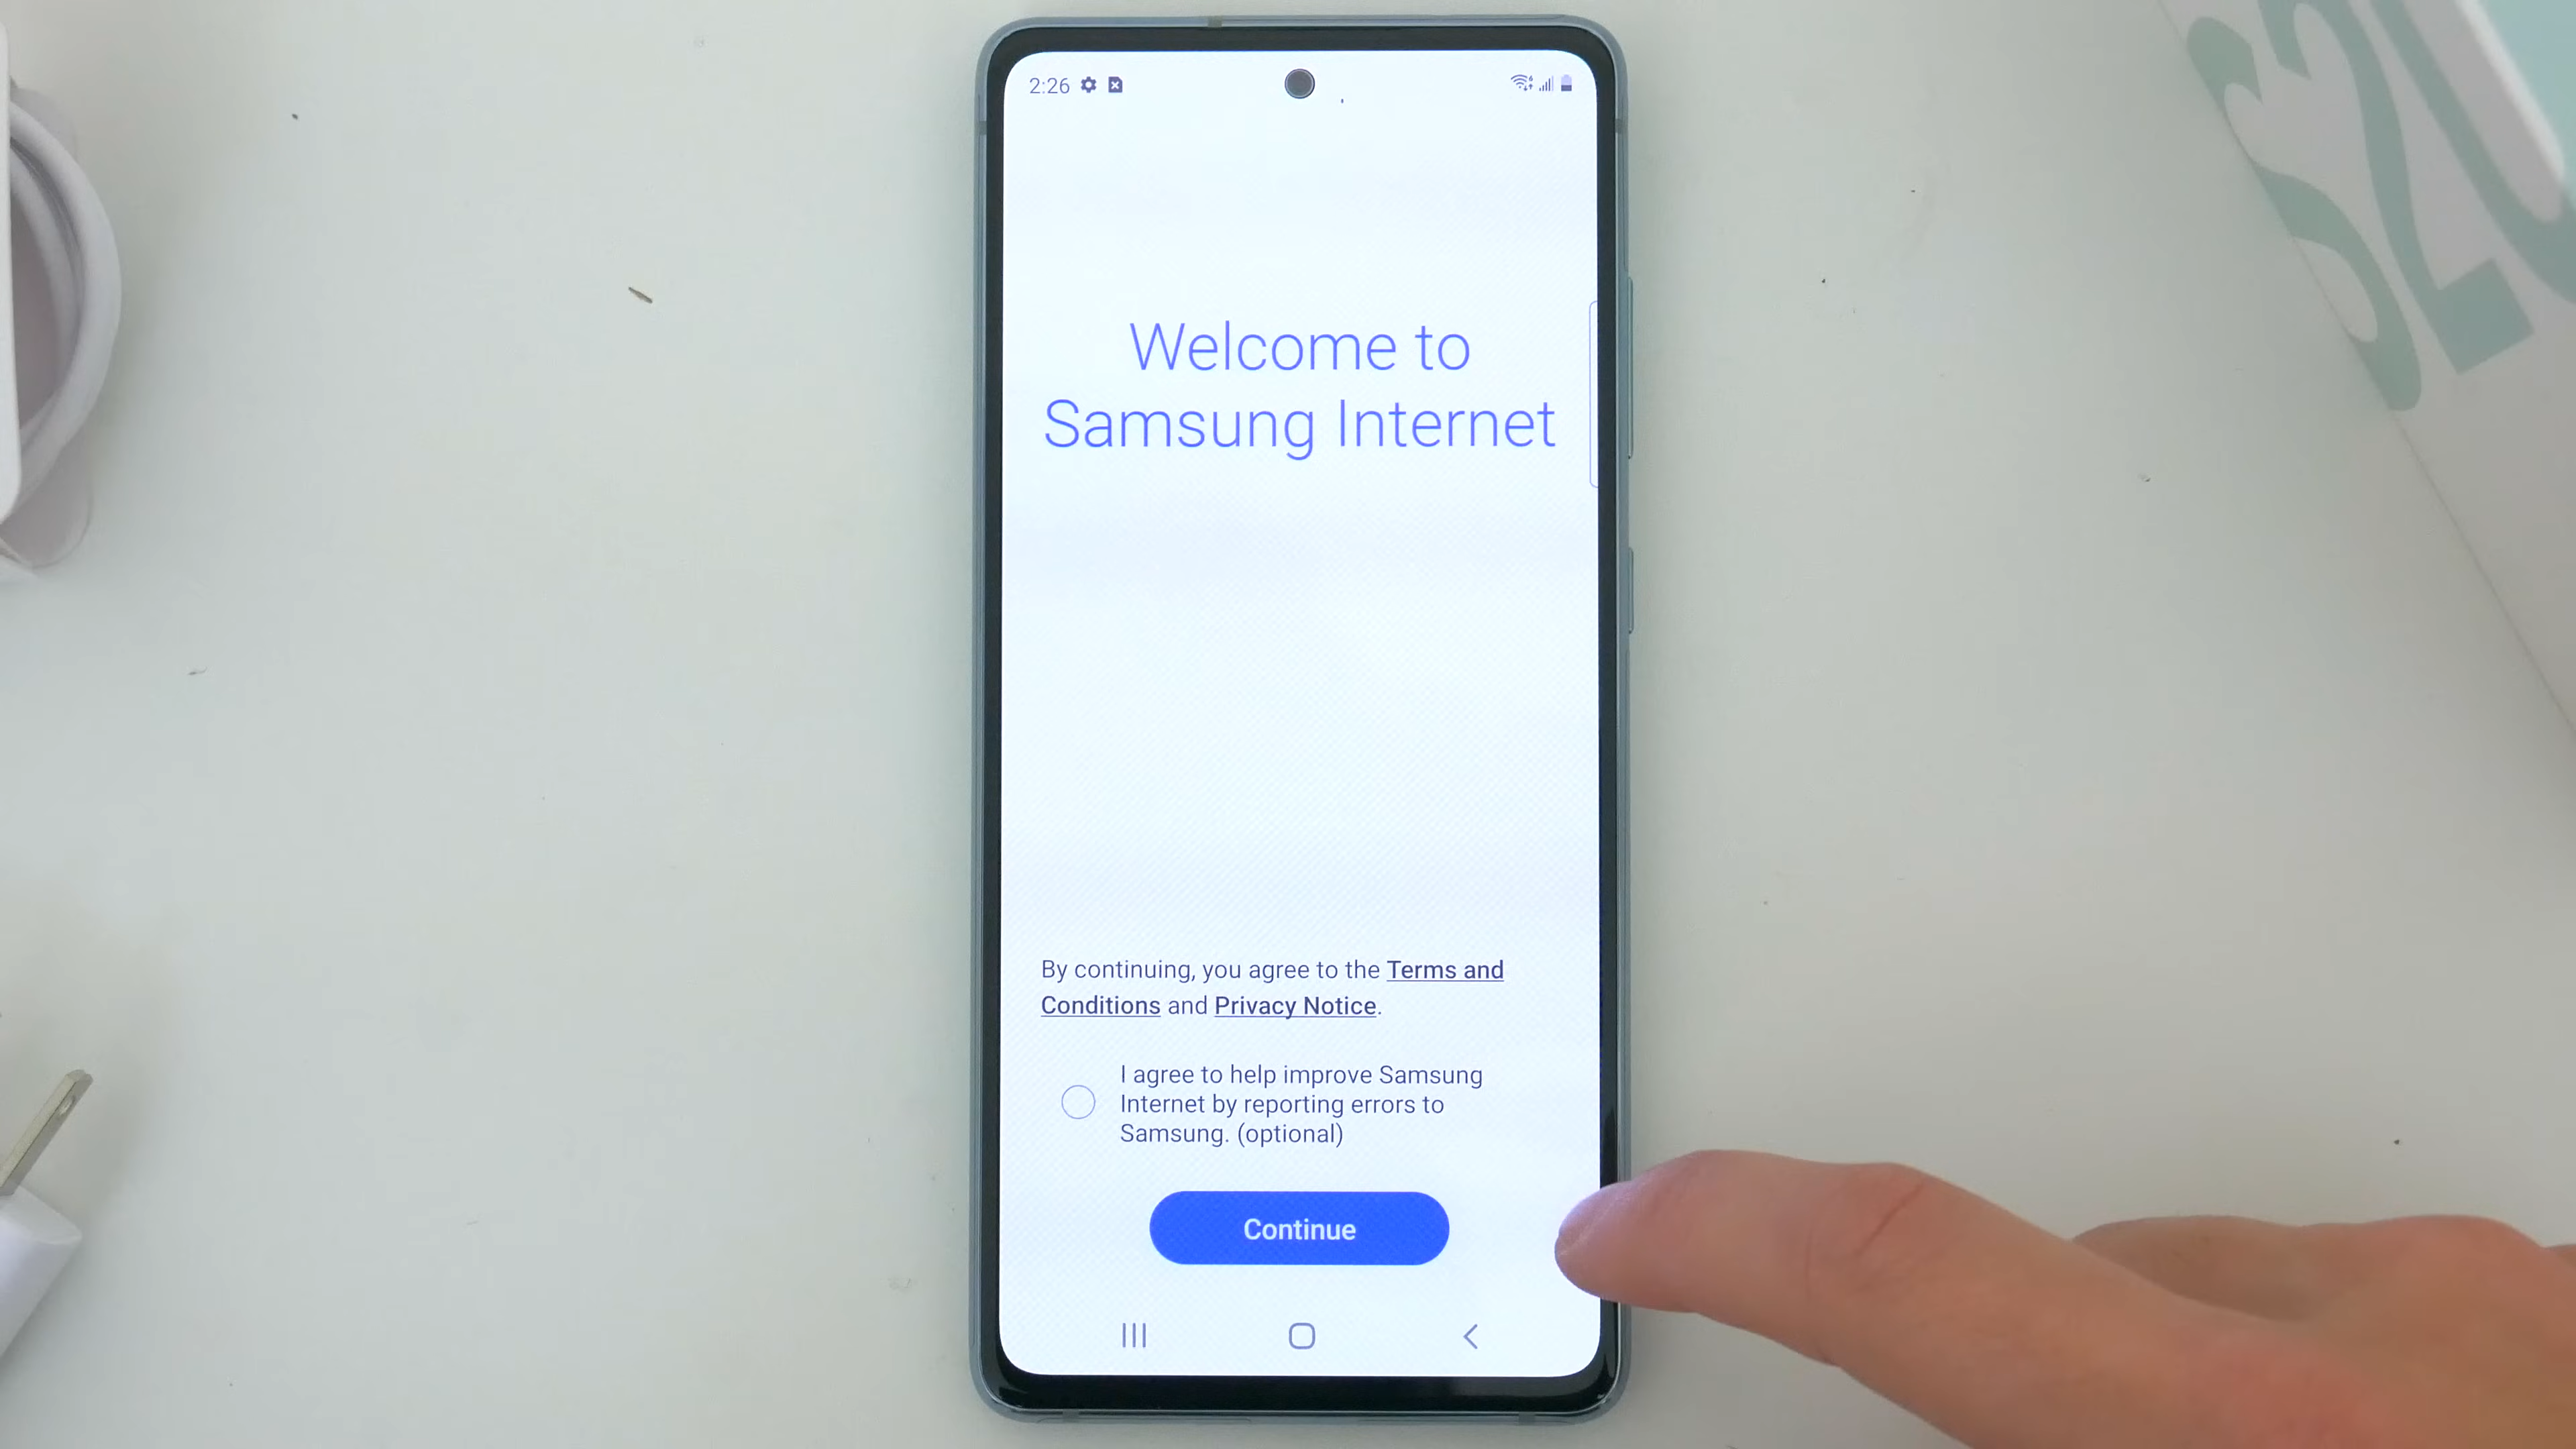 2:26
Welcome to
Samsung Internet
By continuing, you agree to the Terms and
Conditions and Privacy Notice.
I agree to help improve Samsung
Internet by reporting errors to
Samsung. (optional)
Continue
S20